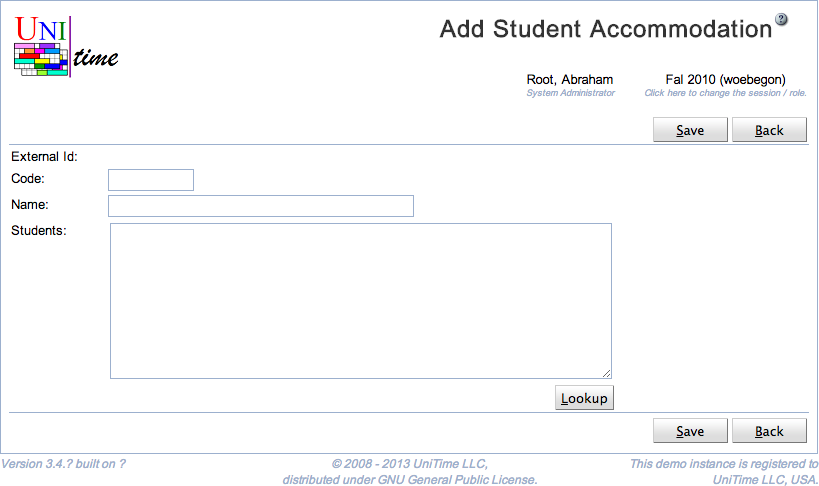 UNI
time
Add Student Accommodation
?
Root, Abraham
System Administrator
Fal 2010 (woebegon)
Click here to change the session / role.
Save
Back
External Id:
Code:
Name:
Students:
Lookup
Save
Back
Version 3.4.? built on ?
© 2008 - 2013 UniTime LLC,
distributed under GNU General Public License.
This demo instance is registered to
UniTime LLC, USA.